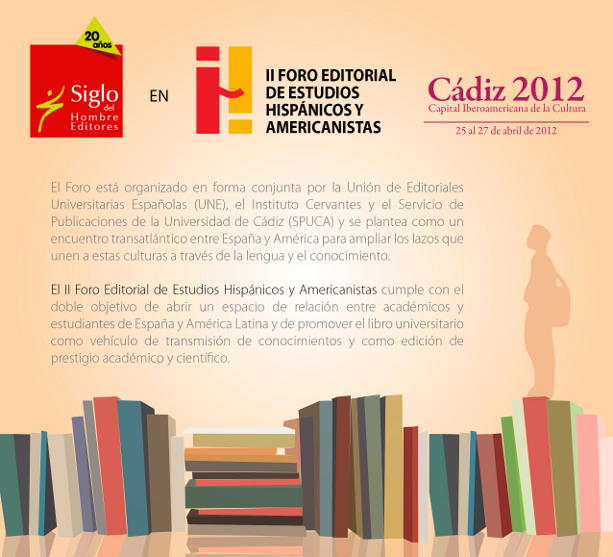 20
años
Siglo
del
Hombre
Editores
EN
II FORO EDITORIAL
DE ESTUDIOS
HISPÁNICOS Y
AMERICANISTAS
Cádiz 2012
Capital Iberoamericana de la Cultura
25 al 27 de abril de 2012
El Foro está organizado en forma conjunta por la Unión de Editoriales
Universitarias Españolas (UNE), el Instituto Cervantes y el Servicio de
Publicaciones de la Universidad de Cádiz (SPUCA) y se plantea como un
encuentro transatlántico entre España y América para ampliar los lazos que
unen a estas culturas a través de la lengua y el conocimiento.
El II Foro Editorial de Estudios Hispánicos y Americanistas cumple con el
doble objetivo de abrir un espacio de relación entre académicos y
estudiantes de España y América Latina y de promover el libro universitario
como vehículo de transmisión de conocimientos y como edición de
prestigio académico y científico.